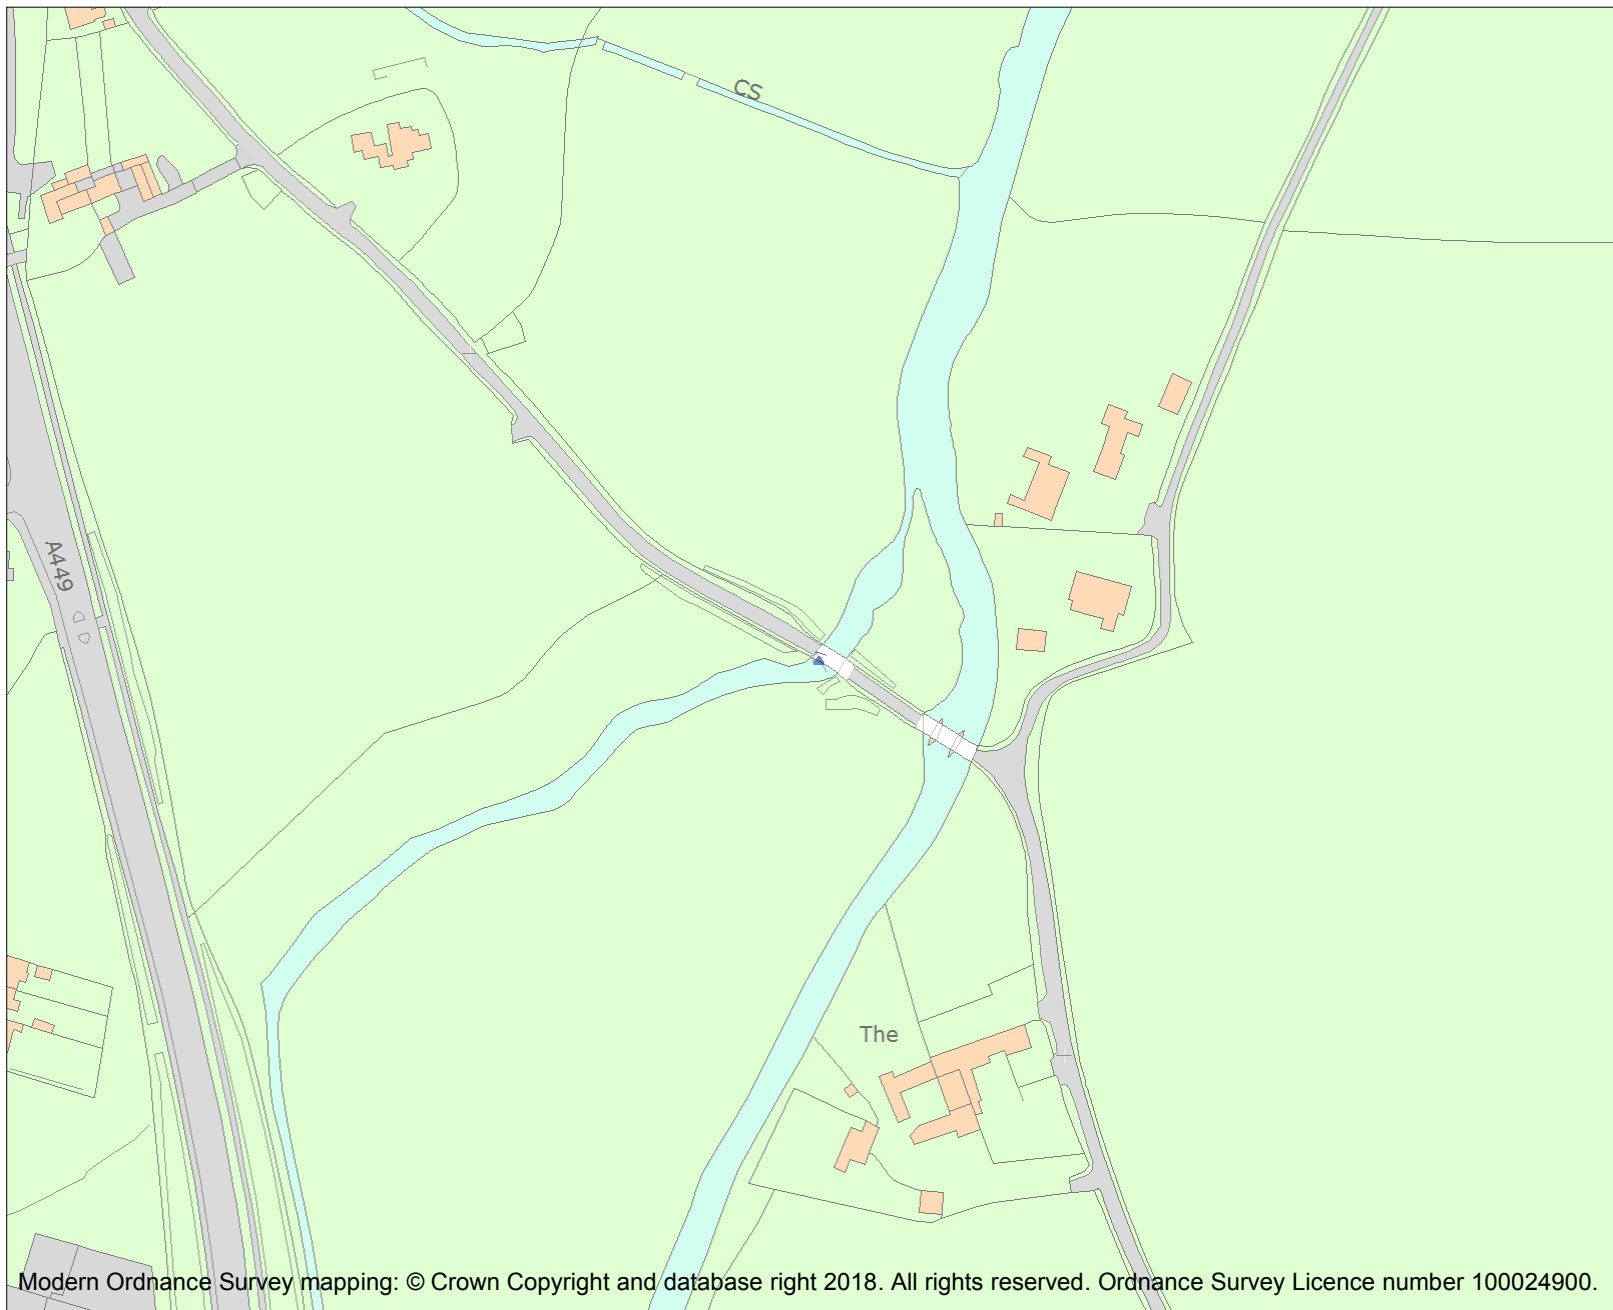 CS
A449
The
Modern Ordnance Survey mapping: © Crown Copyright and database right 2018. All rights reserved. Ordnance Survey Licence number 100024900.